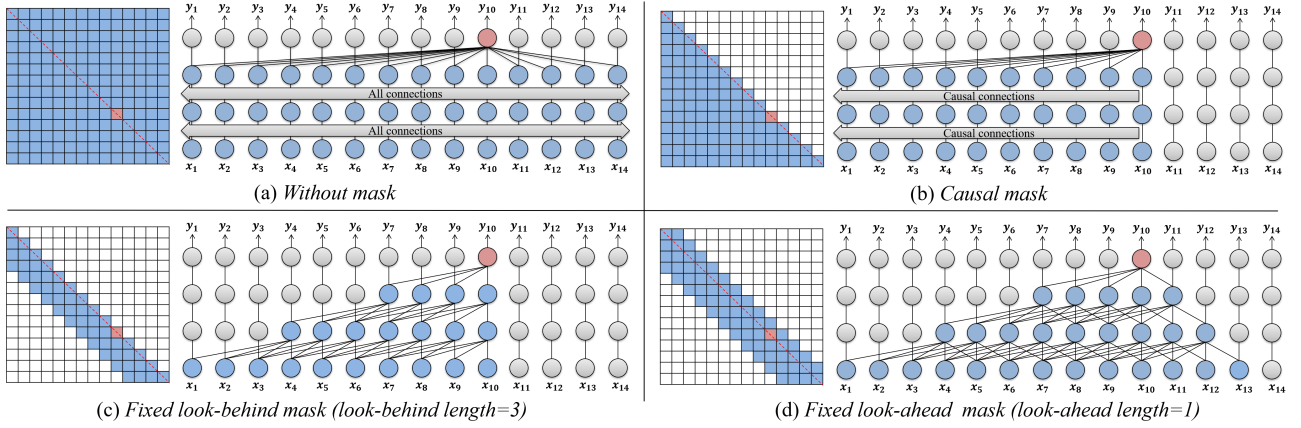 y1 y2 y3 y4 y5 y6 y7 y8 y9 y10 y11 y12 y13 y14
All connections
All connections
x1 x2 x3 x4 x5 x6 x7 x8 x9 x10 x11 x12 x13 x14
(a) Without mask
y1 y2 y3 y4 y5 y6 y7 y8 y9 y10 y11 y12 y13 y14
Causal connections
Causal connections
x1 x2 x3 x4 x5 x6 x7 x8 x9 x10 x11 x12 x13 x14
(b) Causal mask
y1 y2 y3 y4 y5 y6 y7 y8 y9 y10 y11 y12 y13 y14
x1 x2 x3 x4 x5 x6 x7 x8 x9 x10 x11 x12 x13 x14
(c) Fixed look-behind mask (look-behind length=3)
y1 y2 y3 y4 y5 y6 y7 y8 y9 y10 y11 y12 y13 y14
x1 x2 x3 x4 x5 x6 x7 x8 x9 x10 x11 x12 x13 x14
(d) Fixed look-ahead mask (look-ahead length=1)